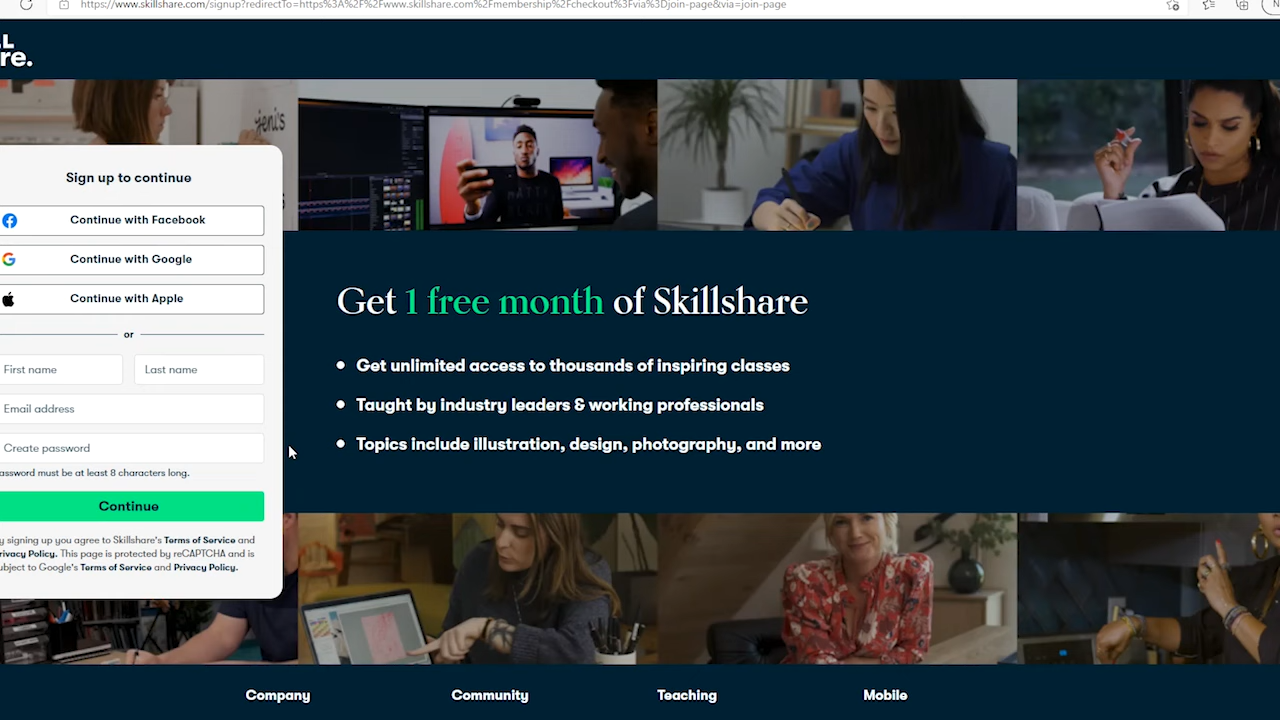 https://www.skillshare.com/signup?redirectTo=https%3A%2F%2Fwww.skillshare.com%2Fmembership%2Fcheckout%3Fvia%3Djoin-page&via=join-page
LL
re.
jeni's
Sign up to continue
Continue with Facebook
Continue with Google
Continue with Apple
or
First name
Last name
Email address
Create password
assword must be at least 8 characters long.
Continue
y signing up you agree to Skillshare's Terms of Service and
rivacy Policy. This page is protected by reCAPTCHA and is
ubject to Google's Terms of Service and Privacy Policy.
Get 1 free month of Skillshare
Get unlimited access to thousands of inspiring classes
Taught by industry leaders & working professionals
Topics include illustration, design, photography, and more
Company
Community
Teaching
Mobile